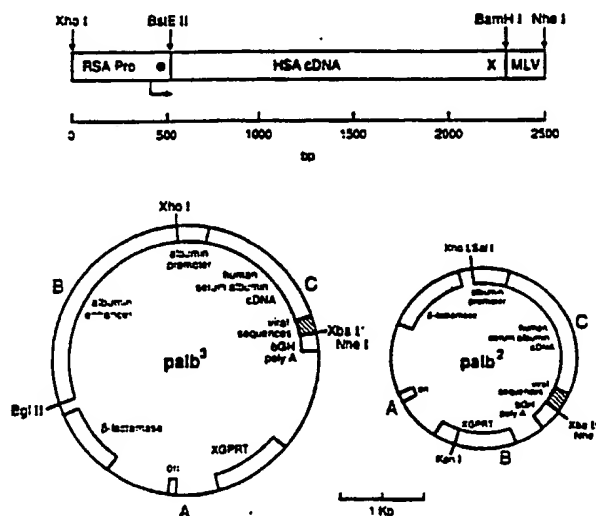 Xho I
BstE II
BamH I
Nhe I
RSA Pro
HSA cDNA
X
MLV
0
500
1000
1500
2000
2500
bp
Xho I
B
albumin
promoter
C
human
serum albumin
cDNA
albumin
enhancer
viral
sequences
bGH
poly A
Xba I'
Nhe I
palb3
Bgl II
β-lactamase
ori
XGPRT
A
1 Kp
Xho I/Sal I
albumin
promoter
β-lactamase
human
serum albumin
cDNA
C
palb2
viral
sequences
bGH
poly A
ori
A
XGPRT
Kpn I
B
Nhe